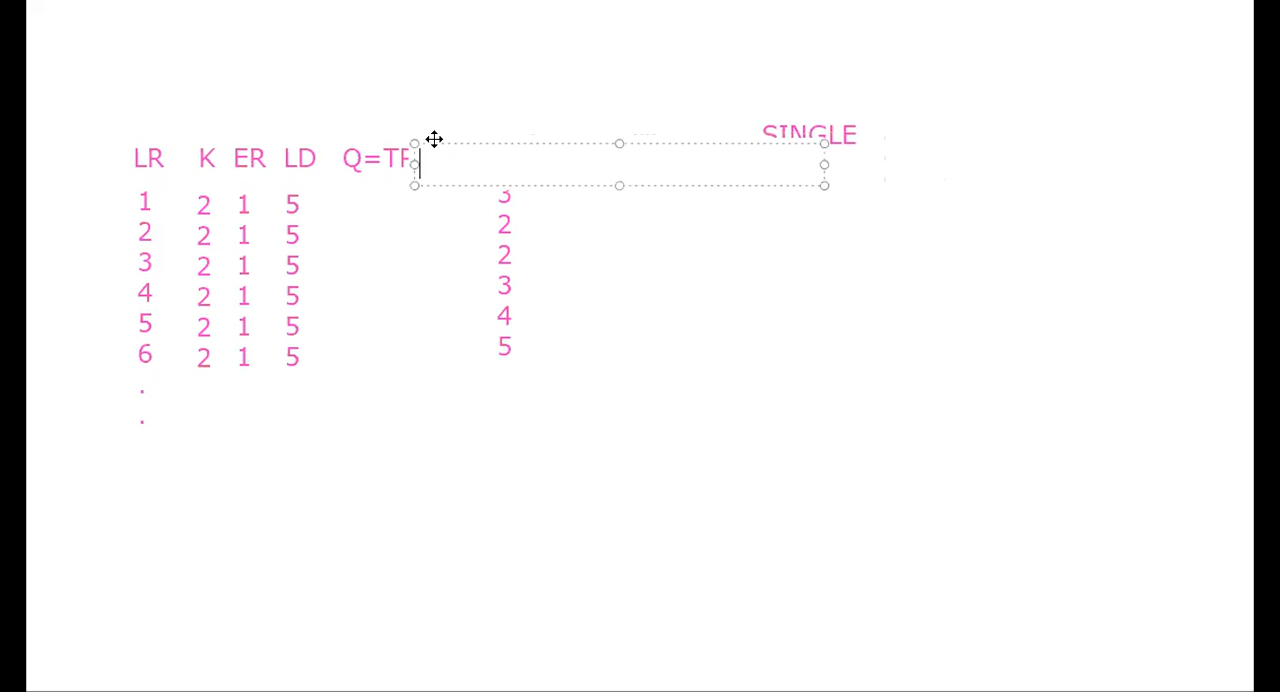 SINGLE
LR K ER LD
1 2 1 5 3
2 2 1 5 2
3 2 1 5 2
4 2 1 5 3
5 2 1 5 4
6 2 1 5 5
.
.